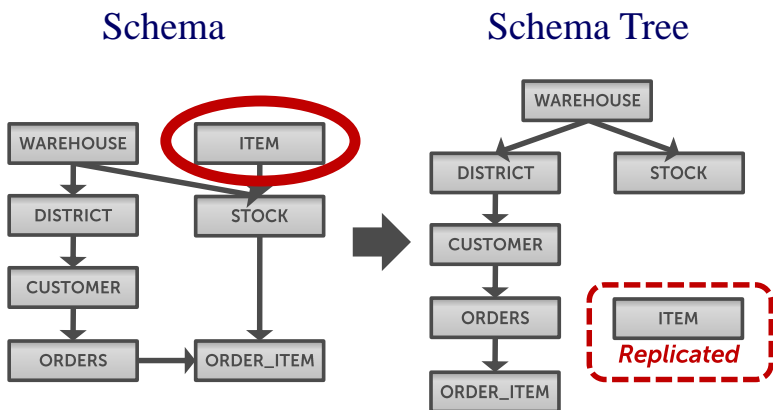 Schema
WAREHOUSE
ITEM
DISTRICT
STOCK
CUSTOMER
ORDERS
ORDER_ITEM
Schema Tree
WAREHOUSE
DISTRICT
STOCK
CUSTOMER
ORDERS
ORDER_ITEM
ITEM
Replicated